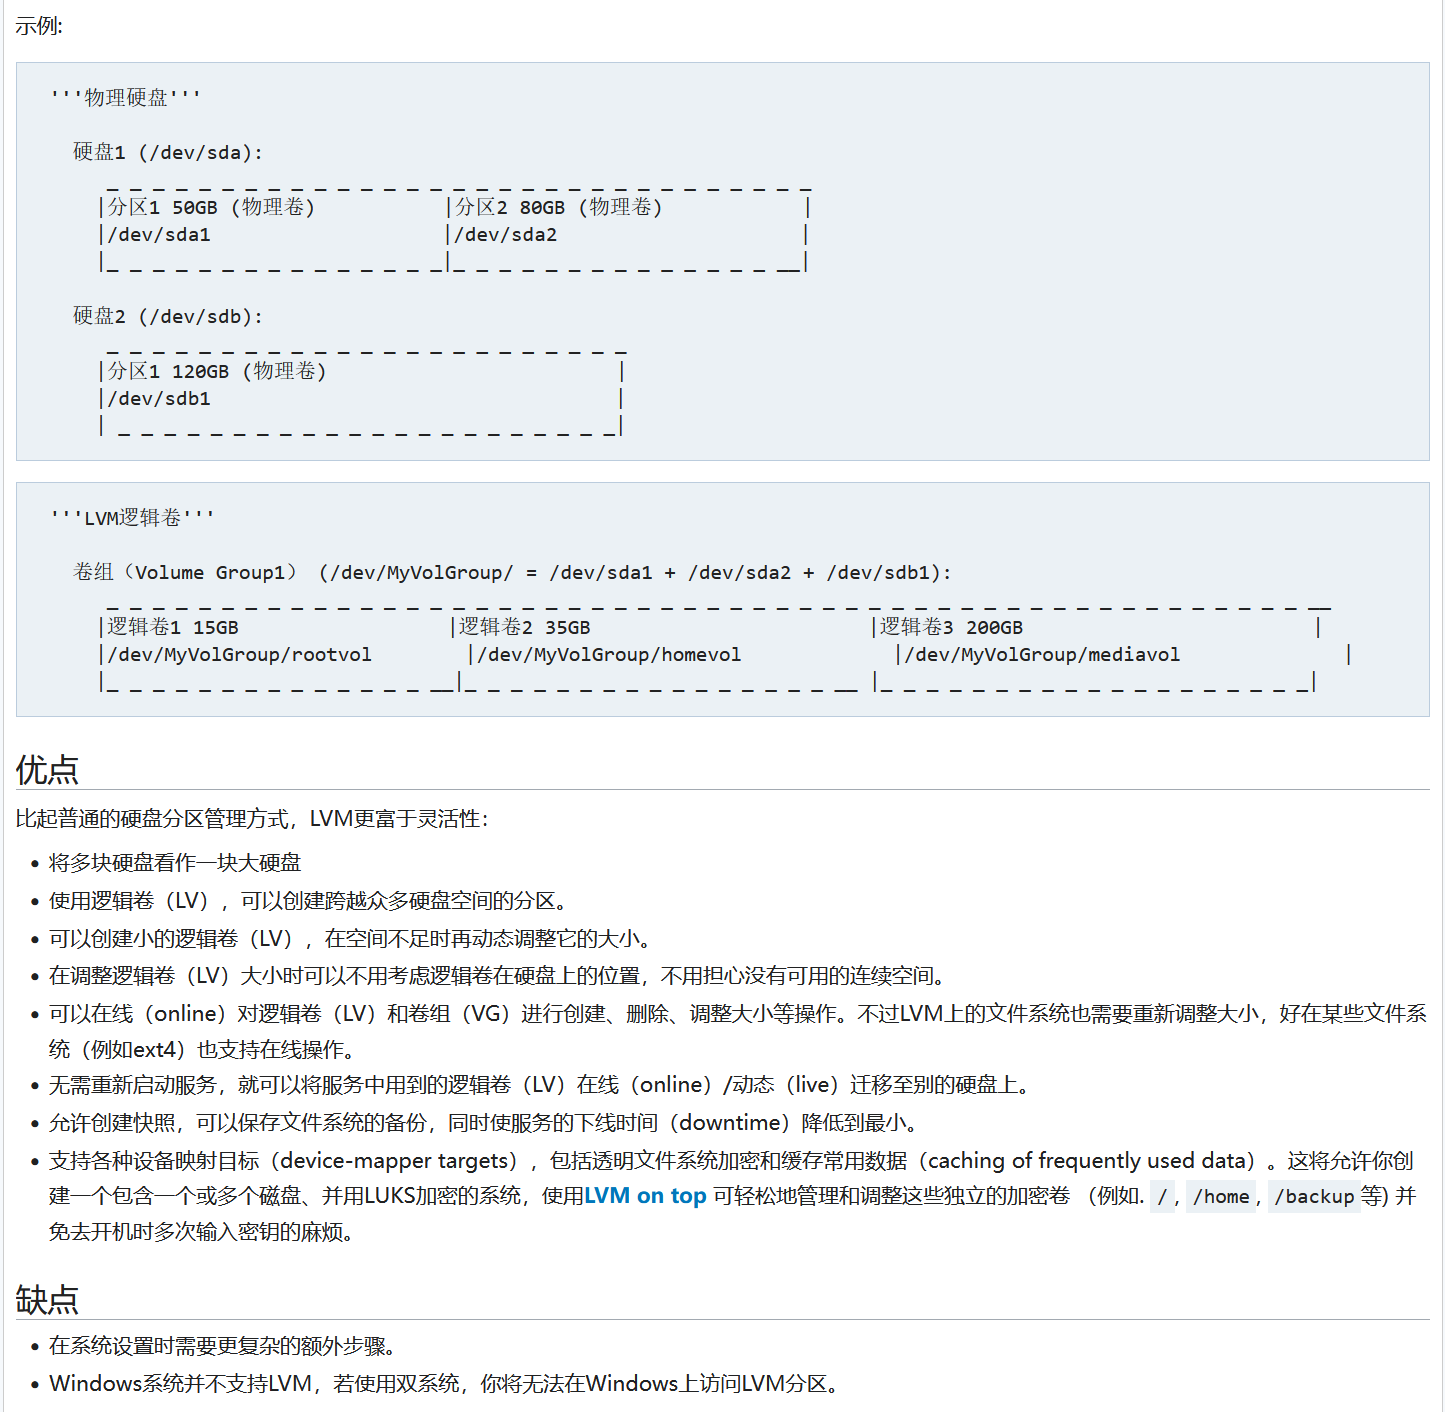 示例:
'''物理硬盘'''
硬盘1 (/dev/sda):
_ _ _ _ _ _ _ _ _ _ _ _ _ _ _ _ _ _ _ _ _ _ _ _ _ _ _ _ _ _ _
|分区1 50GB (物理卷) |分区2 80GB (物理卷) |
|/dev/sda1 |/dev/sda2 |
|_ _ _ _ _ _ _ _ _ _ _ _ _ _ _|_ _ _ _ _ _ _ _ _ _ _ _ _ _ __|
硬盘2 (/dev/sdb):
_ _ _ _ _ _ _ _ _ _ _ _ _ _ _ _ _ _ _ _ _ _ _
|分区1 120GB (物理卷) |
|/dev/sdb1 |
| _ _ _ _ _ _ _ _ _ _ _ _ _ _ _ _ _ _ _ _ _ _|
'''LVM逻辑卷'''
卷组（Volume Group1） (/dev/MyVolGroup/ = /dev/sda1 + /dev/sda2 + /dev/sdb1):
_ _ _ _ _ _ _ _ _ _ _ _ _ _ _ _ _ _ _ _ _ _ _ _ _ _ _ _ _ _ _ _ _ _ _ _ _ _ _ _ _ _ _ _ _ _ _ _ _ _ _ _ __
|逻辑卷1 15GB |逻辑卷2 35GB |逻辑卷3 200GB |
|/dev/MyVolGroup/rootvol |/dev/MyVolGroup/homevol |/dev/MyVolGroup/mediavol |
|_ _ _ _ _ _ _ _ _ _ _ _ _ _ __|_ _ _ _ _ _ _ _ _ _ _ _ _ _ _ _ __ |_ _ _ _ _ _ _ _ _ _ _ _ _ _ _ _ _ _ _|
优点
比起普通的硬盘分区管理方式，LVM更富于灵活性：
• 将多块硬盘看作一块大硬盘
• 使用逻辑卷（LV），可以创建跨越众多硬盘空间的分区。
• 可以创建小的逻辑卷（LV），在空间不足时再动态调整它的大小。
• 在调整逻辑卷（LV）大小时可以不用考虑逻辑卷在硬盘上的位置，不用担心没有可用的连续空间。
• 可以在线（online）对逻辑卷（LV）和卷组（VG）进行创建、删除、调整大小等操作。不过LVM上的文件系统也需要重新调整大小，好在某些文件系
统（例如ext4）也支持在线操作。
• 无需重新启动服务，就可以将服务中用到的逻辑卷（LV）在线（online）/动态（live）迁移至别的硬盘上。
• 允许创建快照，可以保存文件系统的备份，同时使服务的下线时间（downtime）降低到最小。
• 支持各种设备映射目标（device-mapper targets），包括透明文件系统加密和缓存常用数据（caching of frequently used data）。这将允许你创
建一个包含一个或多个磁盘、并用LUKS加密的系统，使用LVM on top 可轻松地管理和调整这些独立的加密卷 （例如. /, /home, /backup等) 并
免去开机时多次输入密钥的麻烦。
缺点
• 在系统设置时需要更复杂的额外步骤。
• Windows系统并不支持LVM，若使用双系统，你将无法在Windows上访问LVM分区。